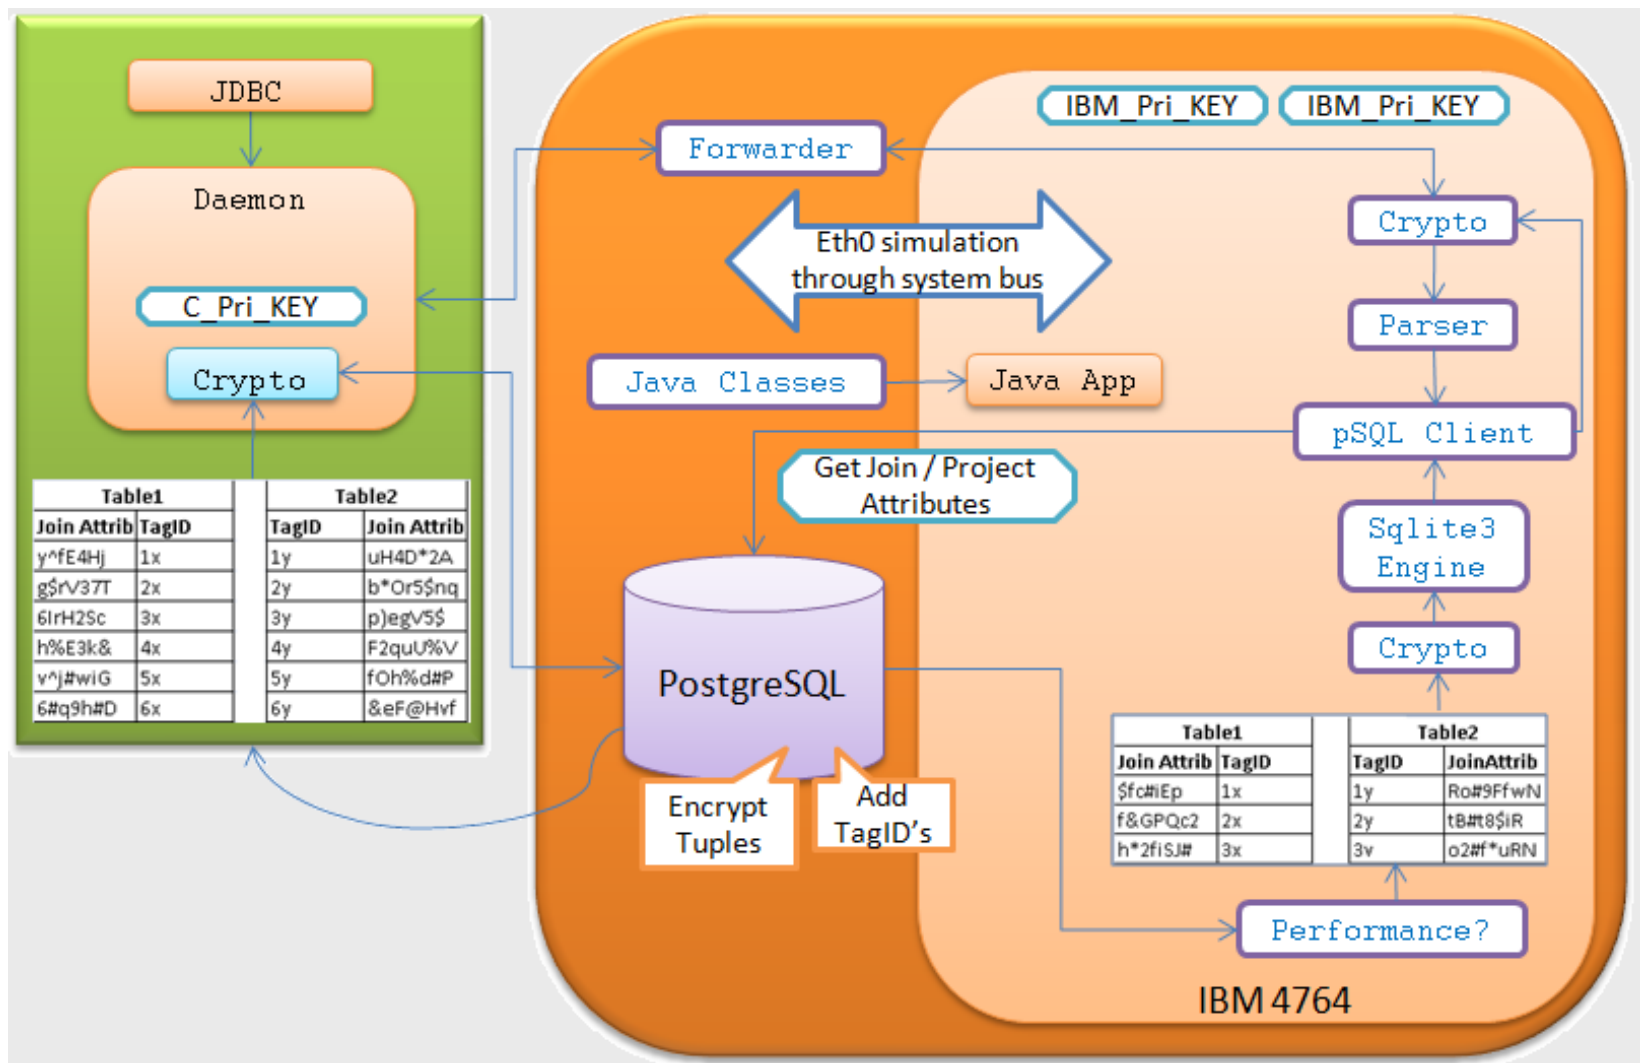 JDBC
Daemon
C_Pri_KEY
Crypto
Table1 Table2
Join Attrib TagID TagID Join Attrib
y^fE4Hj 1x 1y uH4D*2A
g$rV37T 2x 2y b*Or5$nq
6IrH2Sc 3x 3y p)egV5$
h%E3k& 4x 4y F2quU%V
v^j#wiG 5x 5y fOh%d#P
6#q9h#D 6x 6y &eF@Hvf
IBM_Pri_KEY IBM_Pri_KEY
Forwarder
Crypto
Eth0 simulation
through system bus
Parser
Java Classes
Java App
pSQL Client
Get Join / Project
Attributes
Sqlite3
Engine
Crypto
PostgreSQL
Encrypt
Tuples
Add
TagID's
Table1 Table2
Join Attrib TagID TagID JoinAttrib
$fc#iEp 1x 1y Ro#9FfwN
f&GPQc2 2x 2y tB#t8$iR
h*2fiSJ# 3x 3v o2#f*uRN
Performance?
IBM 4764